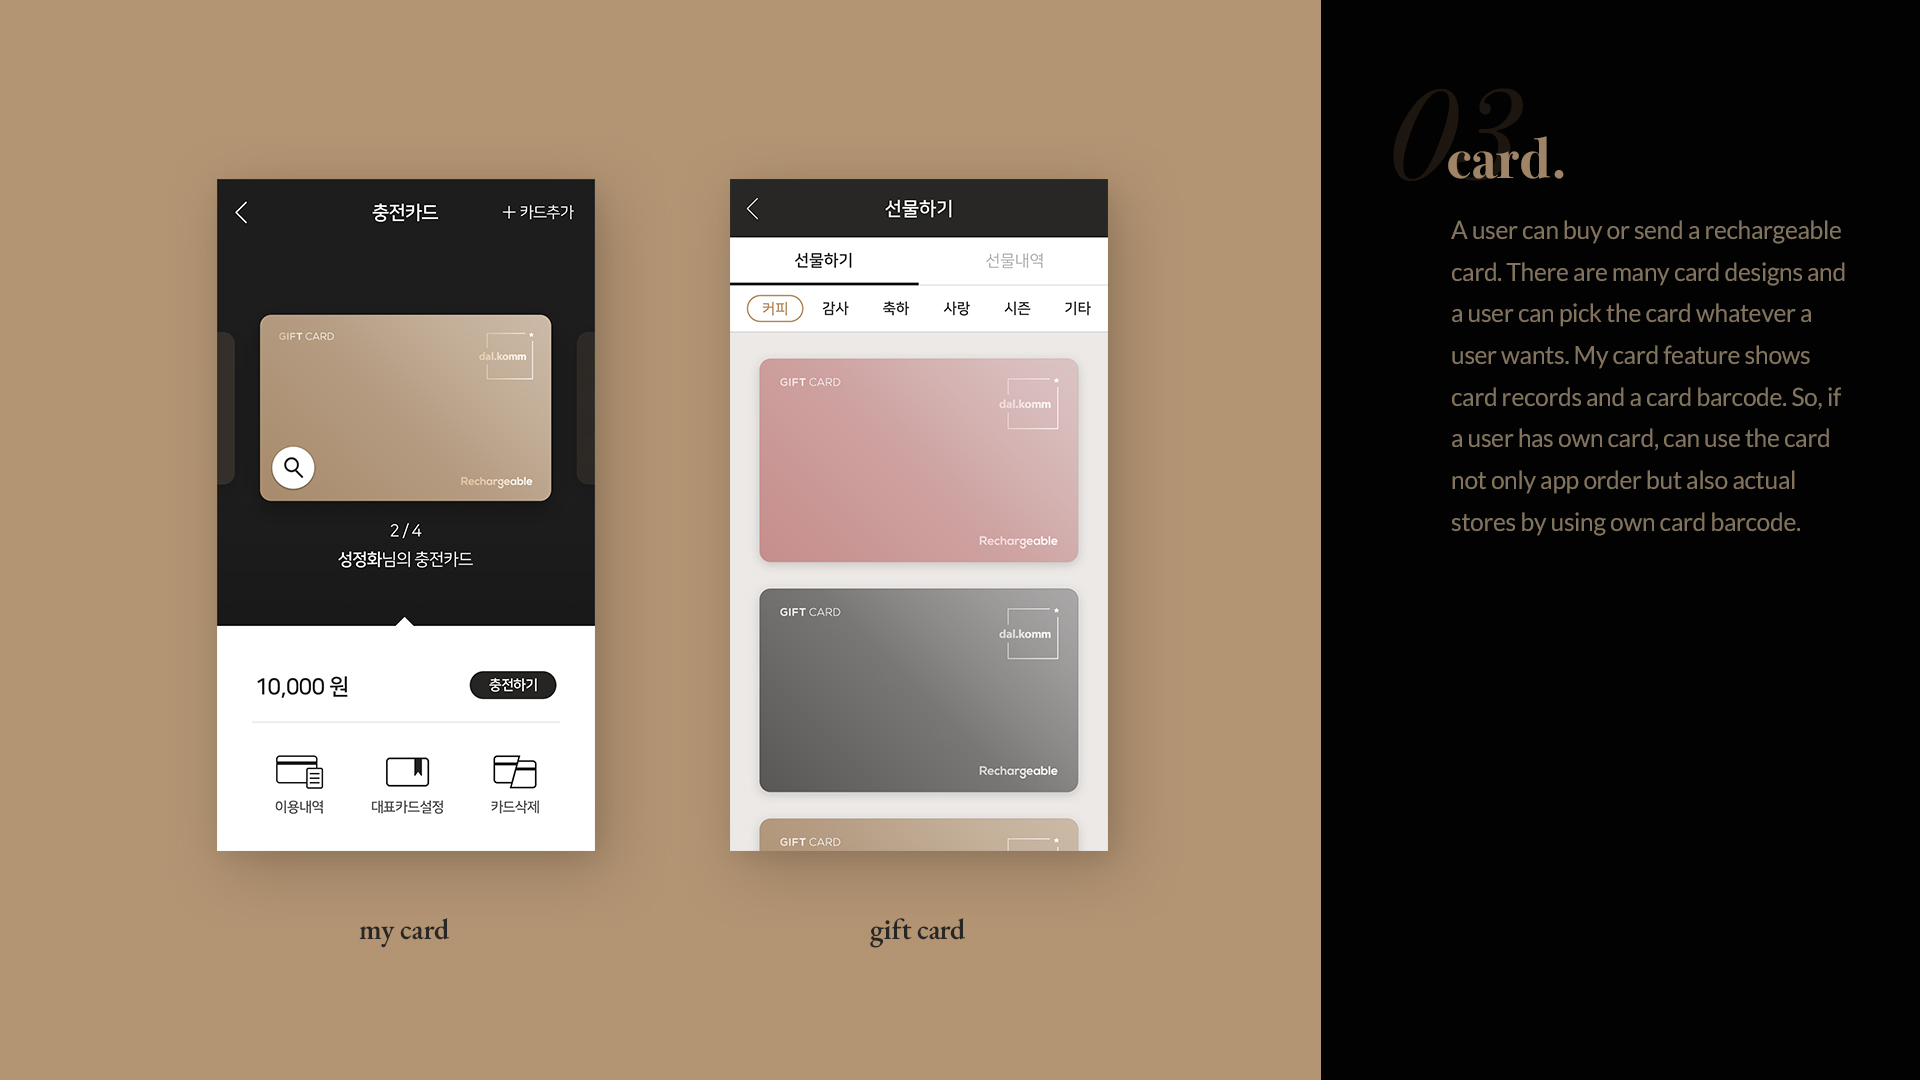 충전카드
+ 카드추가
GIFT CARD
dal.komm
Rechargeable
2 / 4
성정화님의 충전카드
10,000 원
충전하기
이용내역
대표카드설정
카드삭제
my card
선물하기
선물하기
선물내역
커피
감사
축하
사랑
시즌
기타
GIFT CARD
dal.komm
Rechargeable
GIFT CARD
dal.komm
Rechargeable
GIFT CARD
gift card
03
card.
A user can buy or send a rechargeable
card. There are many card designs and
a user can pick the card whatever a
user wants. My card feature shows
card records and a card barcode. So, if
a user has own card, can use the card
not only app order but also actual
stores by using own card barcode.